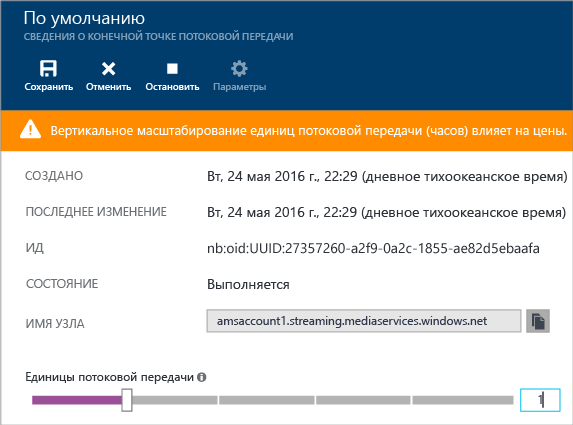 По умолчанию
СВЕДЕНИЯ О КОНЕЧНОЙ ТОЧКЕ ПОТОКОВОЙ ПЕРЕДАЧИ
Сохранить Отменить Остановить Параметры
Вертикальное масштабирование единиц потоковой передачи (часов) влияет на цены.
СОЗДАНО Вт, 24 мая 2016 г., 22:29 (дневное тихоокеанское время)
ПОСЛЕДНЕЕ ИЗМЕНЕНИЕ Вт, 24 мая 2016 г., 22:29 (дневное тихоокеанское время)
ИД nb:oid:UUID:27357260-a2f9-0a2c-1855-ae82d5ebaafa
СОСТОЯНИЕ Выполняется
ИМЯ УЗЛА amsaccount1.streaming.mediaservices.windows.net
Единицы потоковой передачи
1